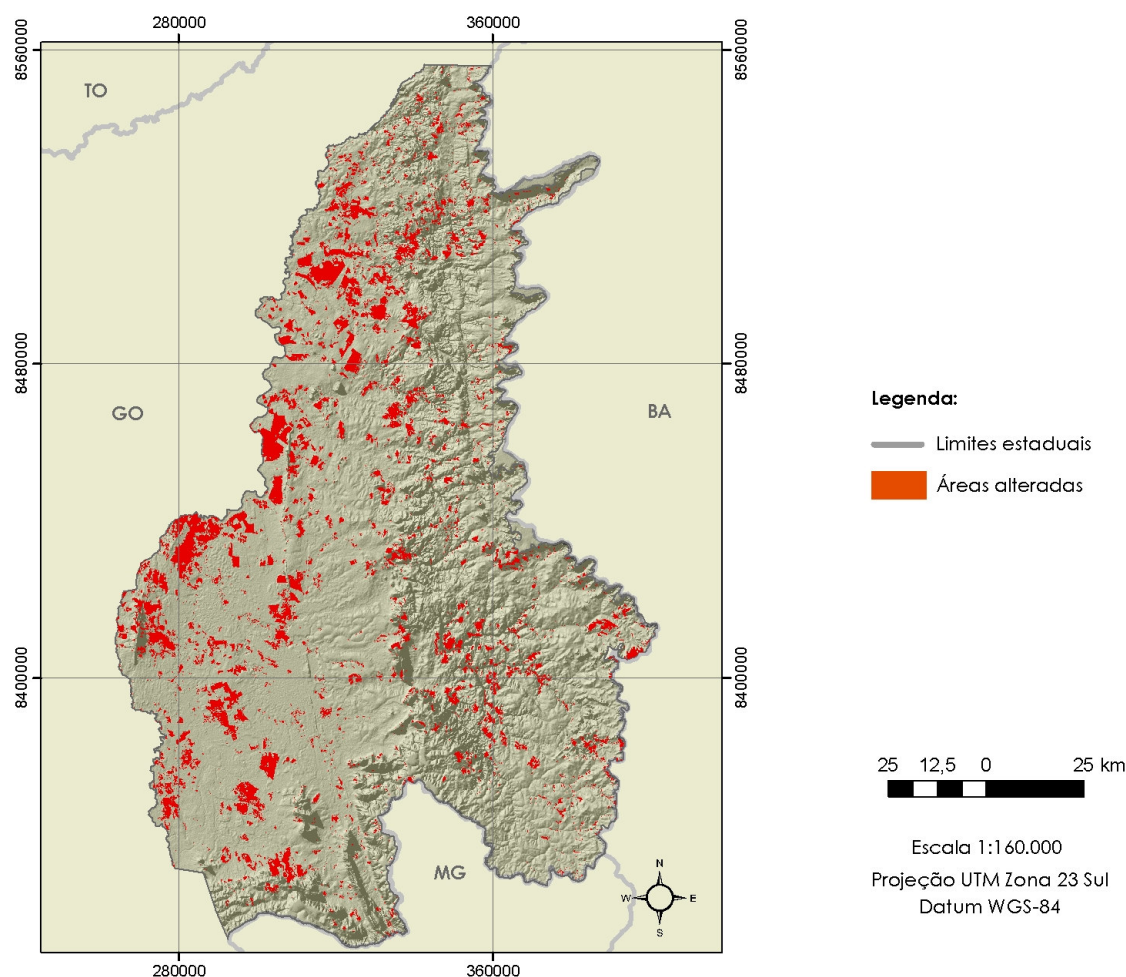 280000
360000
8560000
8560000
TO
8480000
8480000
GO
BA
Legenda:
Limites estaduais
Áreas alteradas
8400000
8400000
25 12,5 0 25 km
MG
N
W E
S
Escala 1:160.000
Projeção UTM Zona 23 Sul
Datum WGS-84
280000
360000